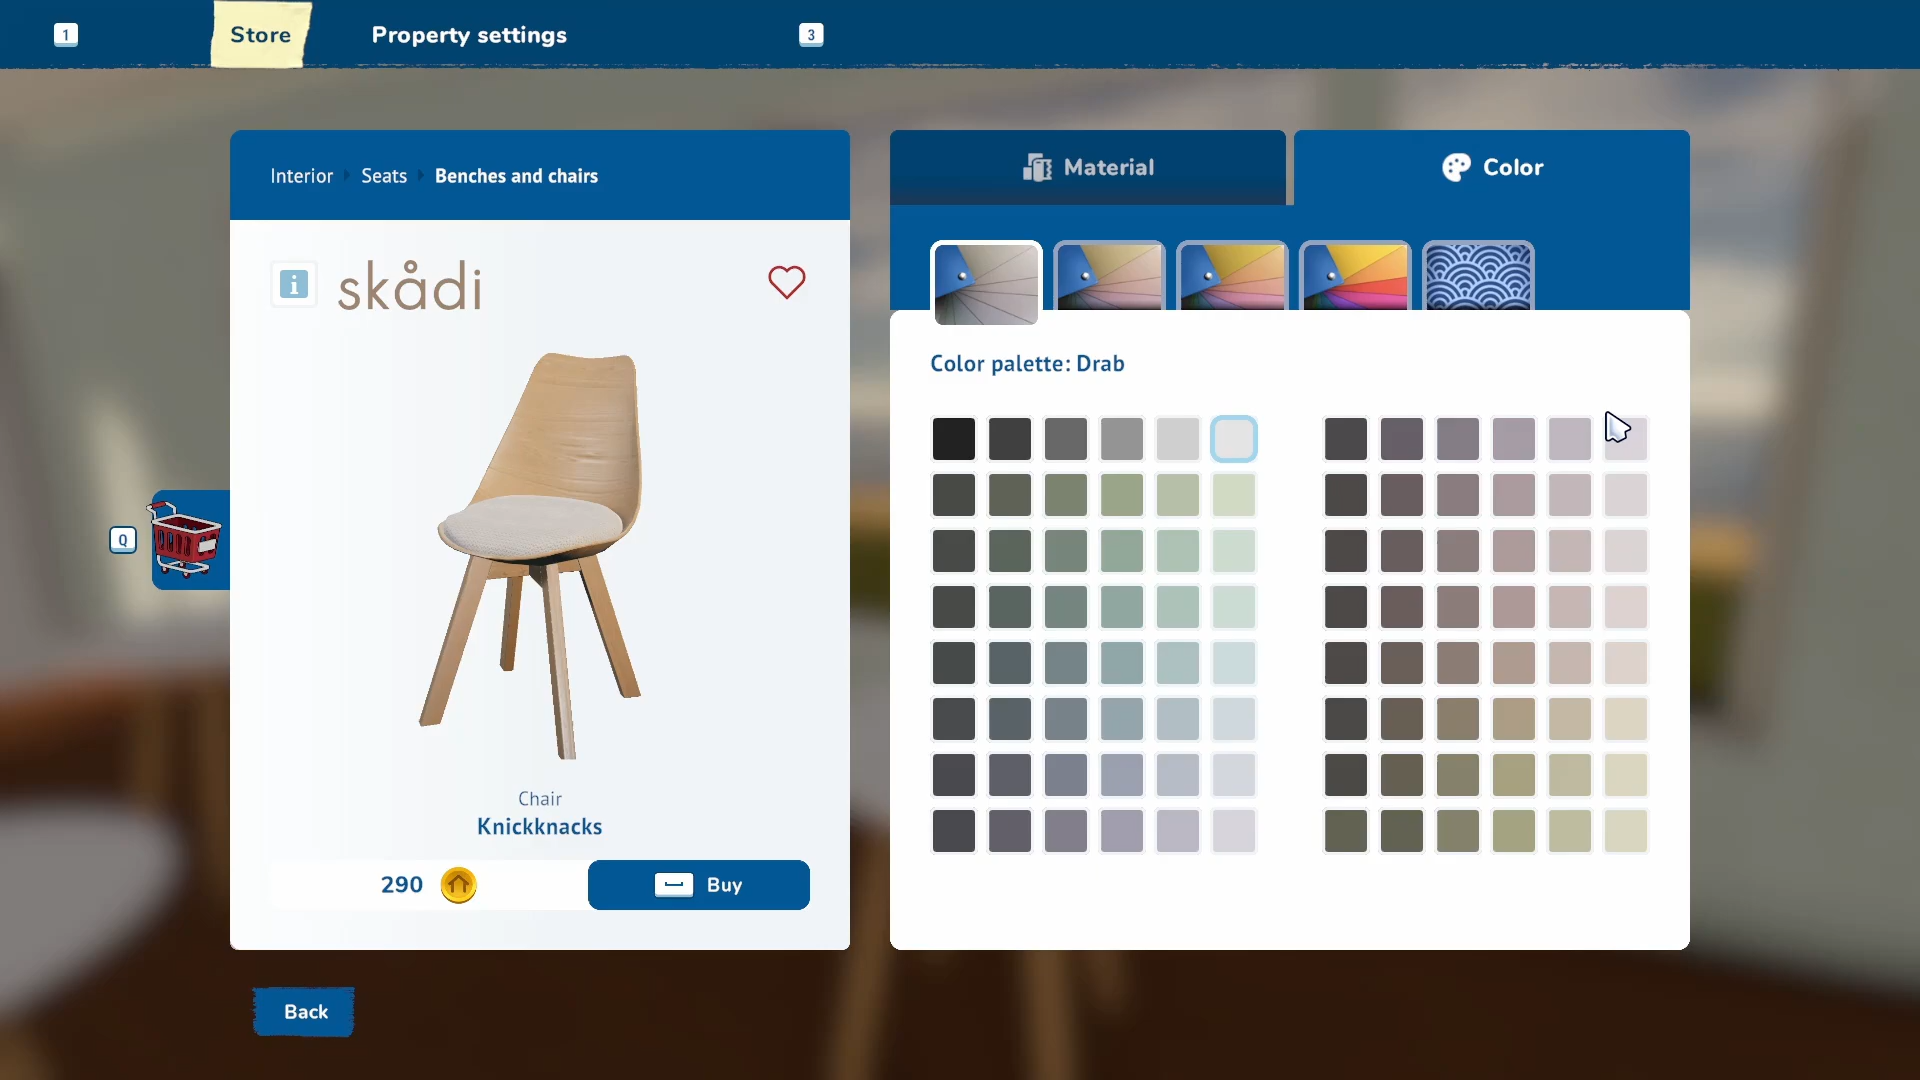 1
Store
Property settings
3
Interior
Seats
Benches and chairs
Material
Color
i
skådi
Color palette: Drab
Q
Chair
Knickknacks
290
Buy
Back